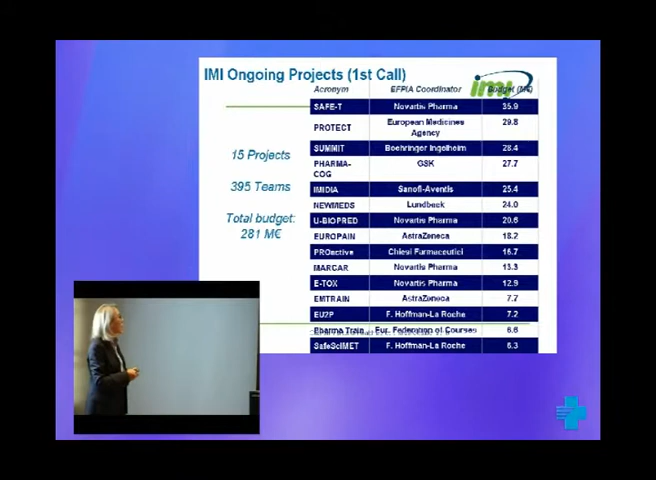 IMI Ongoing Projects (1st Call)
imi
Acronym EFPIA Coordinator Budget (M€)
SAFE-T Novartis Pharma 35.9
PROTECT European Medicines Agency 29.8
SUMMIT Boehringer Ingelheim 28.4
PHARMA-COG GSK 27.7
IMIDIA Sanofi-Aventis 25.4
NEWMEDS Lundbeck 24.0
U-BIOPRED Novartis Pharma 20.6
EUROPAIN AstraZeneca 18.2
PROactive Chiesi Farmaceutici 16.7
MARCAR Novartis Pharma 13.3
E-TOX Novartis Pharma 12.9
EMTRAIN AstraZeneca 7.7
EU2P F. Hoffman-La Roche 7.2
Pharma Train Eur. Federation of Courses 6.6
SafeSciMET F. Hoffman-La Roche 6.3
15 Projects
395 Teams
Total budget:
281 M€